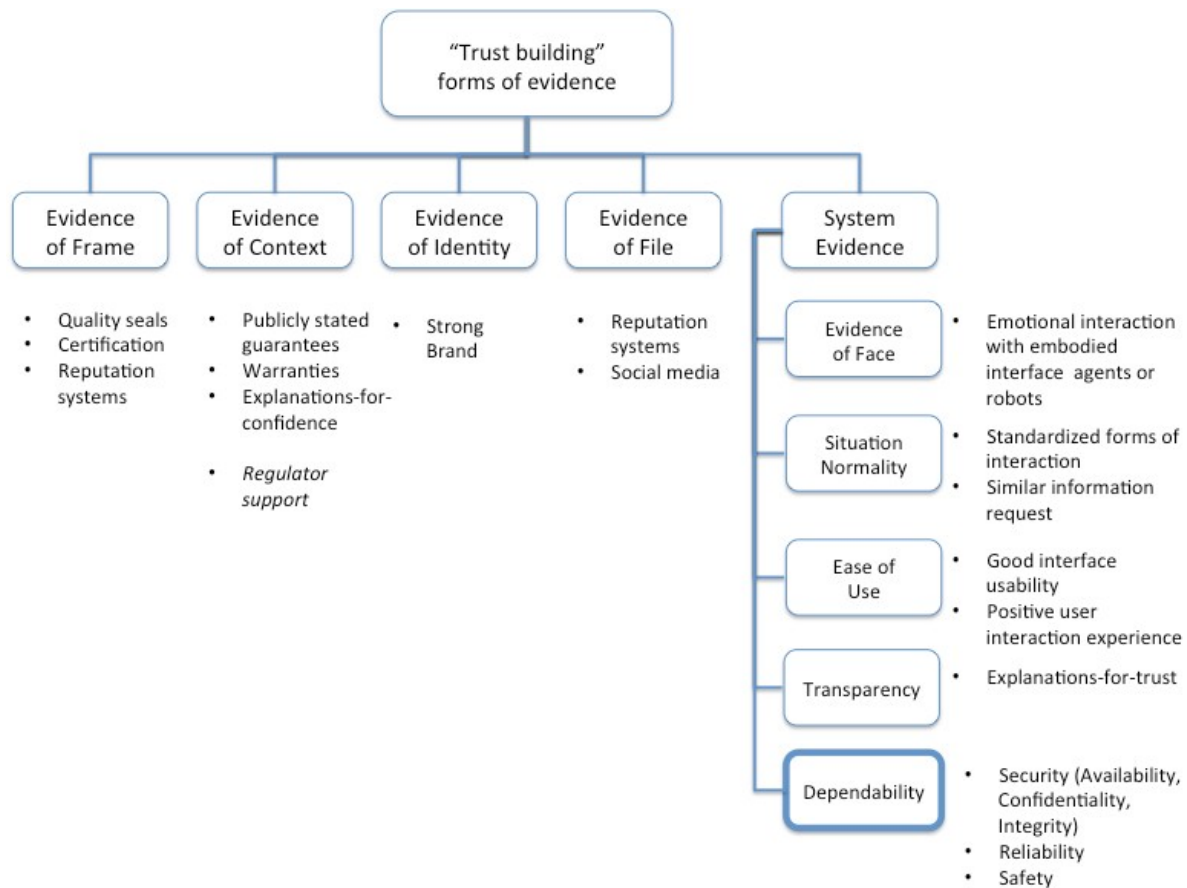 “Trust building”
forms of evidence
Evidence
of Frame
Evidence
of Context
Evidence
of Identity
Evidence
of File
System
Evidence
• Quality seals
• Certification
• Reputation
systems
• Publicly stated
guarantees
• Warranties
• Explanations-for-
confidence
• Regulator
support
• Strong
Brand
• Reputation
systems
• Social media
Evidence
of Face
• Emotional interaction
with embodied
interface agents or
robots
Situation
Normality
• Standardized forms of
interaction
• Similar information
request
Ease of
Use
• Good interface
usability
• Positive user
interaction experience
Transparency
• Explanations-for-trust
Dependability
• Security (Availability,
Confidentiality,
Integrity)
• Reliability
• Safety